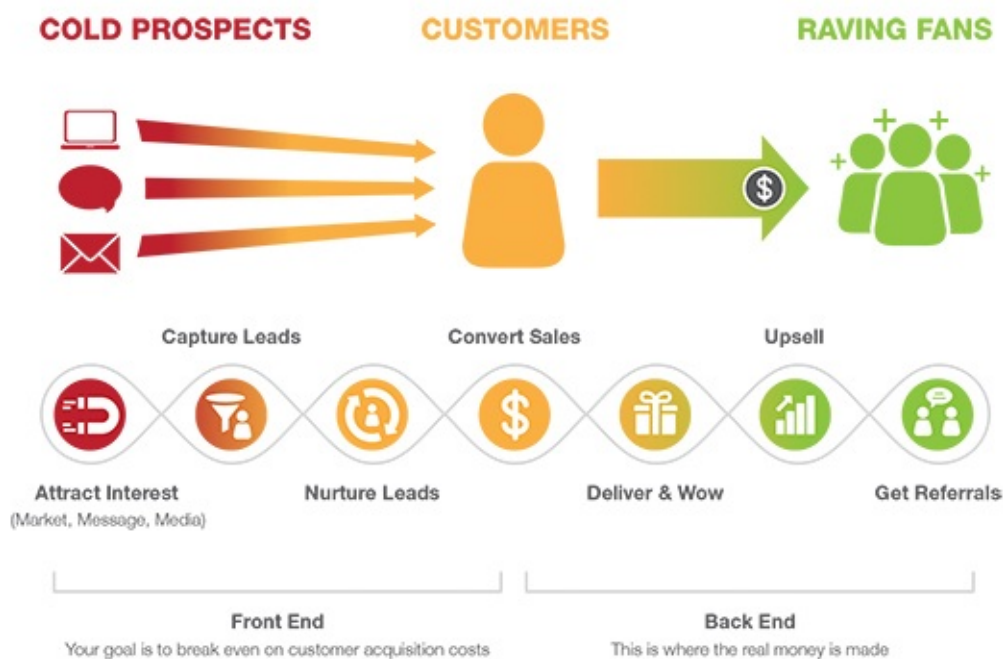 COLD PROSPECTS
CUSTOMERS
RAVING FANS
$
Capture Leads
Convert Sales
Upsell
$
Attract Interest
(Market, Message, Media)
Nurture Leads
Deliver & Wow
Get Referrals
Front End
Your goal is to break even on customer acquisition costs
Back End
This is where the real money is made